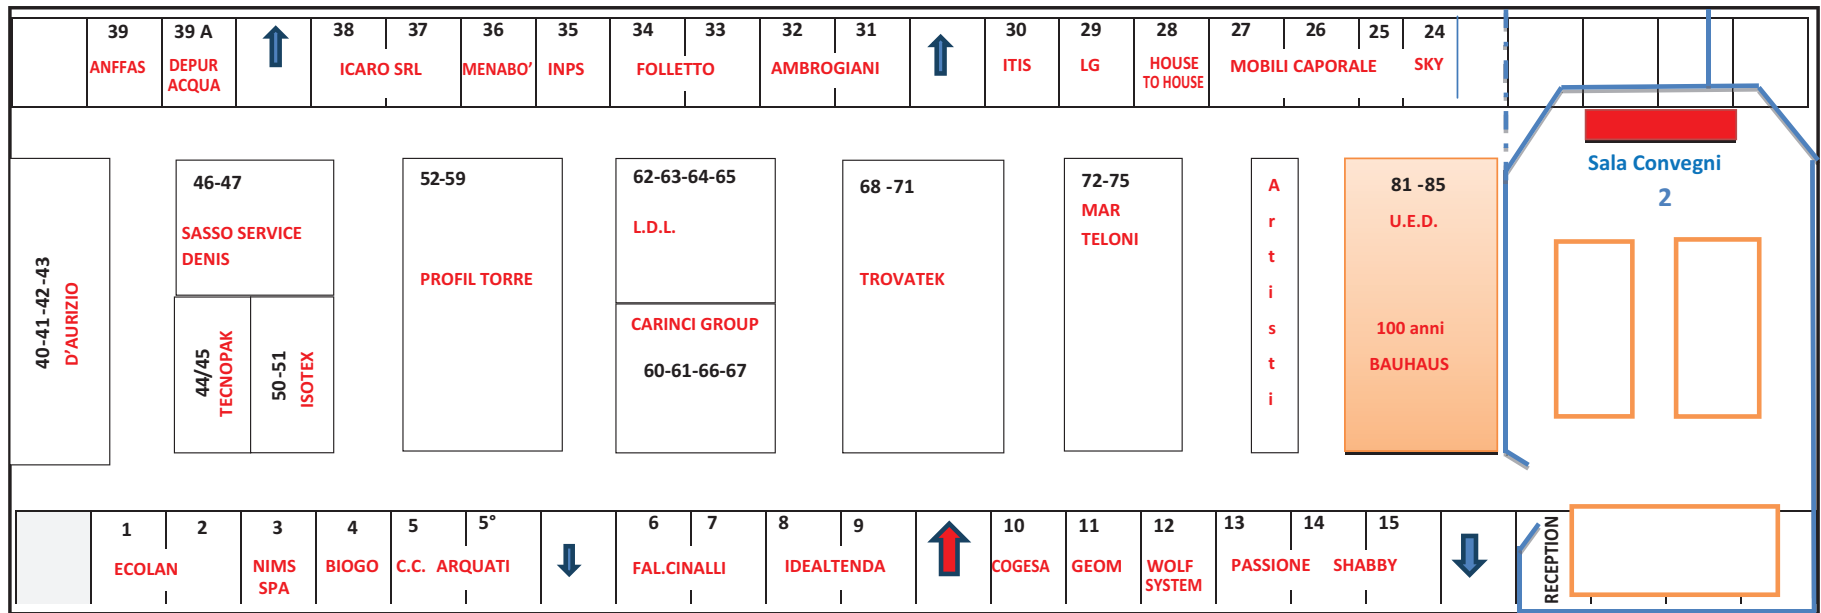 39 39 A 38 37 36 35 34 33 32 31 30 29 28 27 26 25 24
ANFFAS DEPUR ACQUA ICARO SRL MENABO' INPS FOLLETTO AMBROGIANI ITIS LG HOUSE TO HOUSE MOBILI CAPORALE SKY
Sala Convegni
2
40-41-42-43
D'AURIZIO
46-47
SASSO SERVICE
DENIS
44/45
TECNOPAK
50-51
ISOTEX
52-59
PROFIL TORRE
62-63-64-65
L.D.L.
CARINCI GROUP
60-61-66-67
68 -71
TROVATEK
72-75
MAR
TELONI
Artisti
81 -85
U.E.D.
100 anni
BAUHAUS
1 2 3 4 5 5° 6 7 8 9 10 11 12 13 14 15
ECOLAN NIMS SPA BIOGO C.C. ARQUATI FAL.CINALLI IDEALTENDA COGESA GEOM WOLF SYSTEM PASSIONE SHABBY
RECEPTION